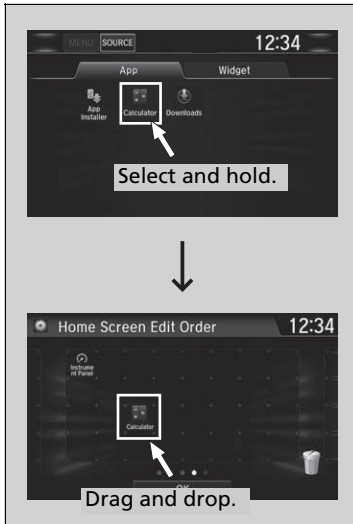 MENU SOURCE 12:34
App Widget
App Installer
Calculator
Downloads
Select and hold.
Home Screen Edit Order 12:34
Instrume
nt Panel
Calculator
OK
Drag and drop.